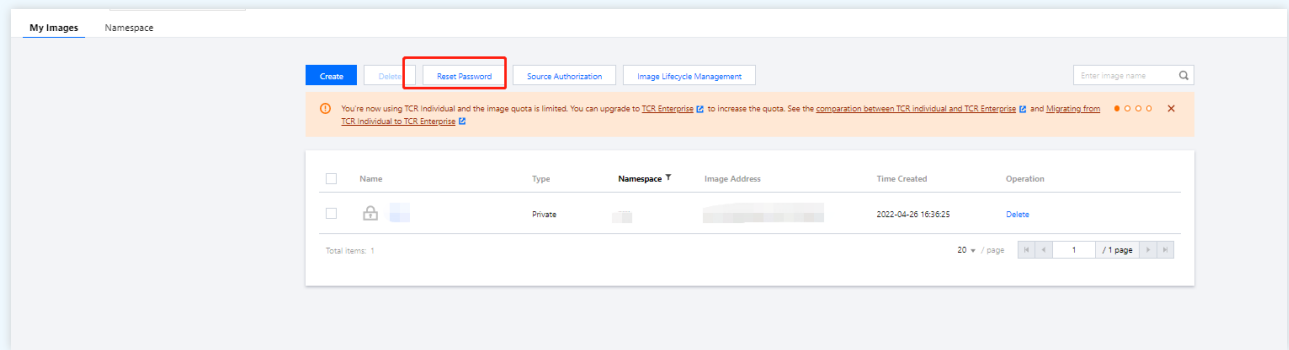 My Images Namespace
Create Delete Reset Password Source Authorization Image Lifecycle Management Enter image name
You're now using TCR Individual and the image quota is limited. You can upgrade to TCR Enterprise to increase the quota. See the comparation between TCR individual and TCR Enterprise and Migrating from
TCR Individual to TCR Enterprise
Name Type Namespace Image Address Time Created Operation
Private 2022-04-26 16:36:25 Delete
Total items: 1 20 / page 1 / 1 page